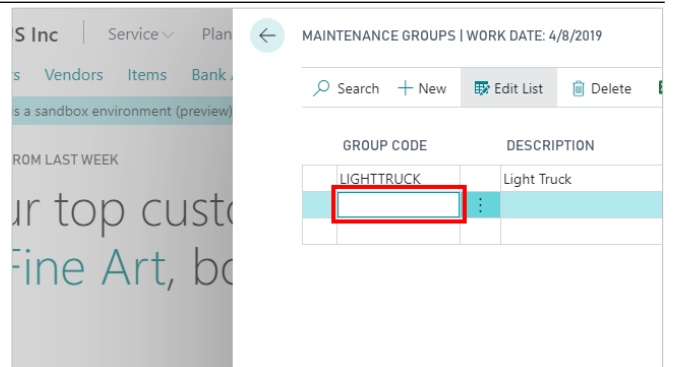 S Inc Service Plan
MAINTENANCE GROUPS | WORK DATE: 4/8/2019
Vendors Items Bank
Search New Edit List Delete
is a sandbox environment (preview)
GROUP CODE DESCRIPTION
ROM LAST WEEK
LIGHTTRUCK Light Truck
ur top custo
Fine Art, bo